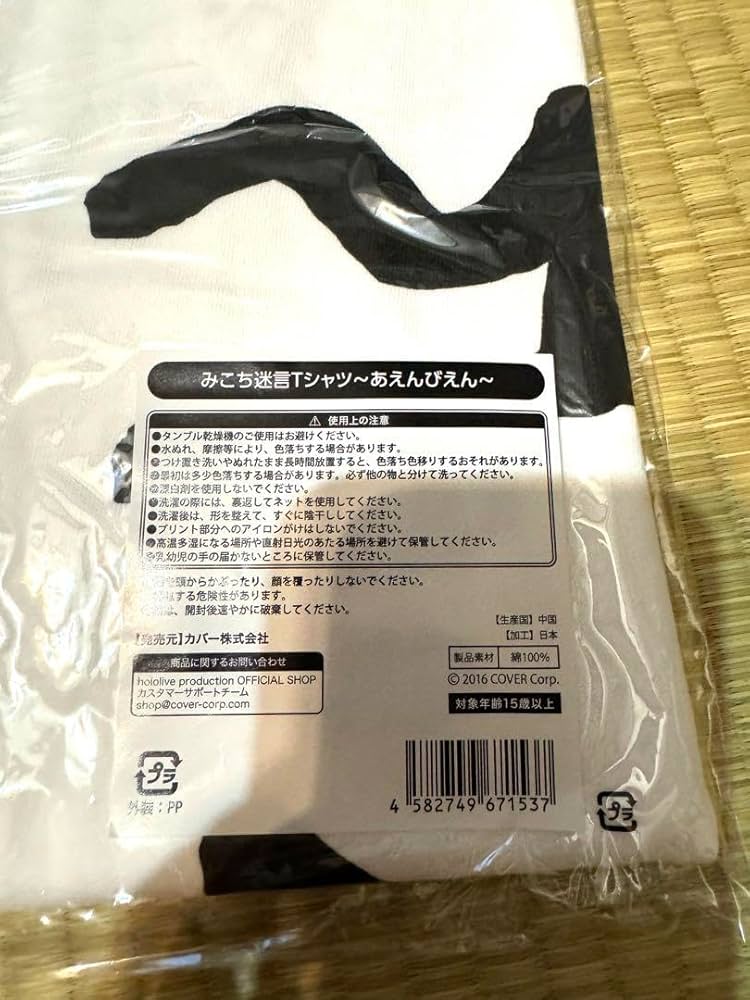 みこち迷言Tシャツ～あえんびえん～
⚠ 使用上の注意
●タンブル乾燥機のご使用はお避けください。
●水ぬれ、摩擦等により、色落ちする場合があります。
●つけ置き洗いやぬれたまま長時間放置すると、色落ち色移りするおそれがあります。
●最初は多少色落ちする場合があります。必ず他の物と分けて洗ってください。
●漂白剤を使用しないでください。
●洗濯の際には、裏返してネットを使用してください。
●洗濯後は、形を整えて、すぐに陰干ししてください。
●プリント部分へのアイロンがけはしないでください。
●高温多湿になる場所や直射日光のあたる場所を避けて保管してください。
●乳幼児の手の届かないところに保管してください。
頭からかぶったり、顔を覆ったりしないでください。
する危険性があります。
は、開封後速やかに破棄してください。
【生産国】中国
【加工】日本
【発売元】カバー株式会社
製品素材 綿100%
商品に関するお問い合わせ
hololive production OFFICIAL SHOP
カスタマーサポートチーム
shop@cover-corp.com
© 2016 COVER Corp.
対象年齢15歳以上
プラ
外装：PP
4 582749 671537
プラ